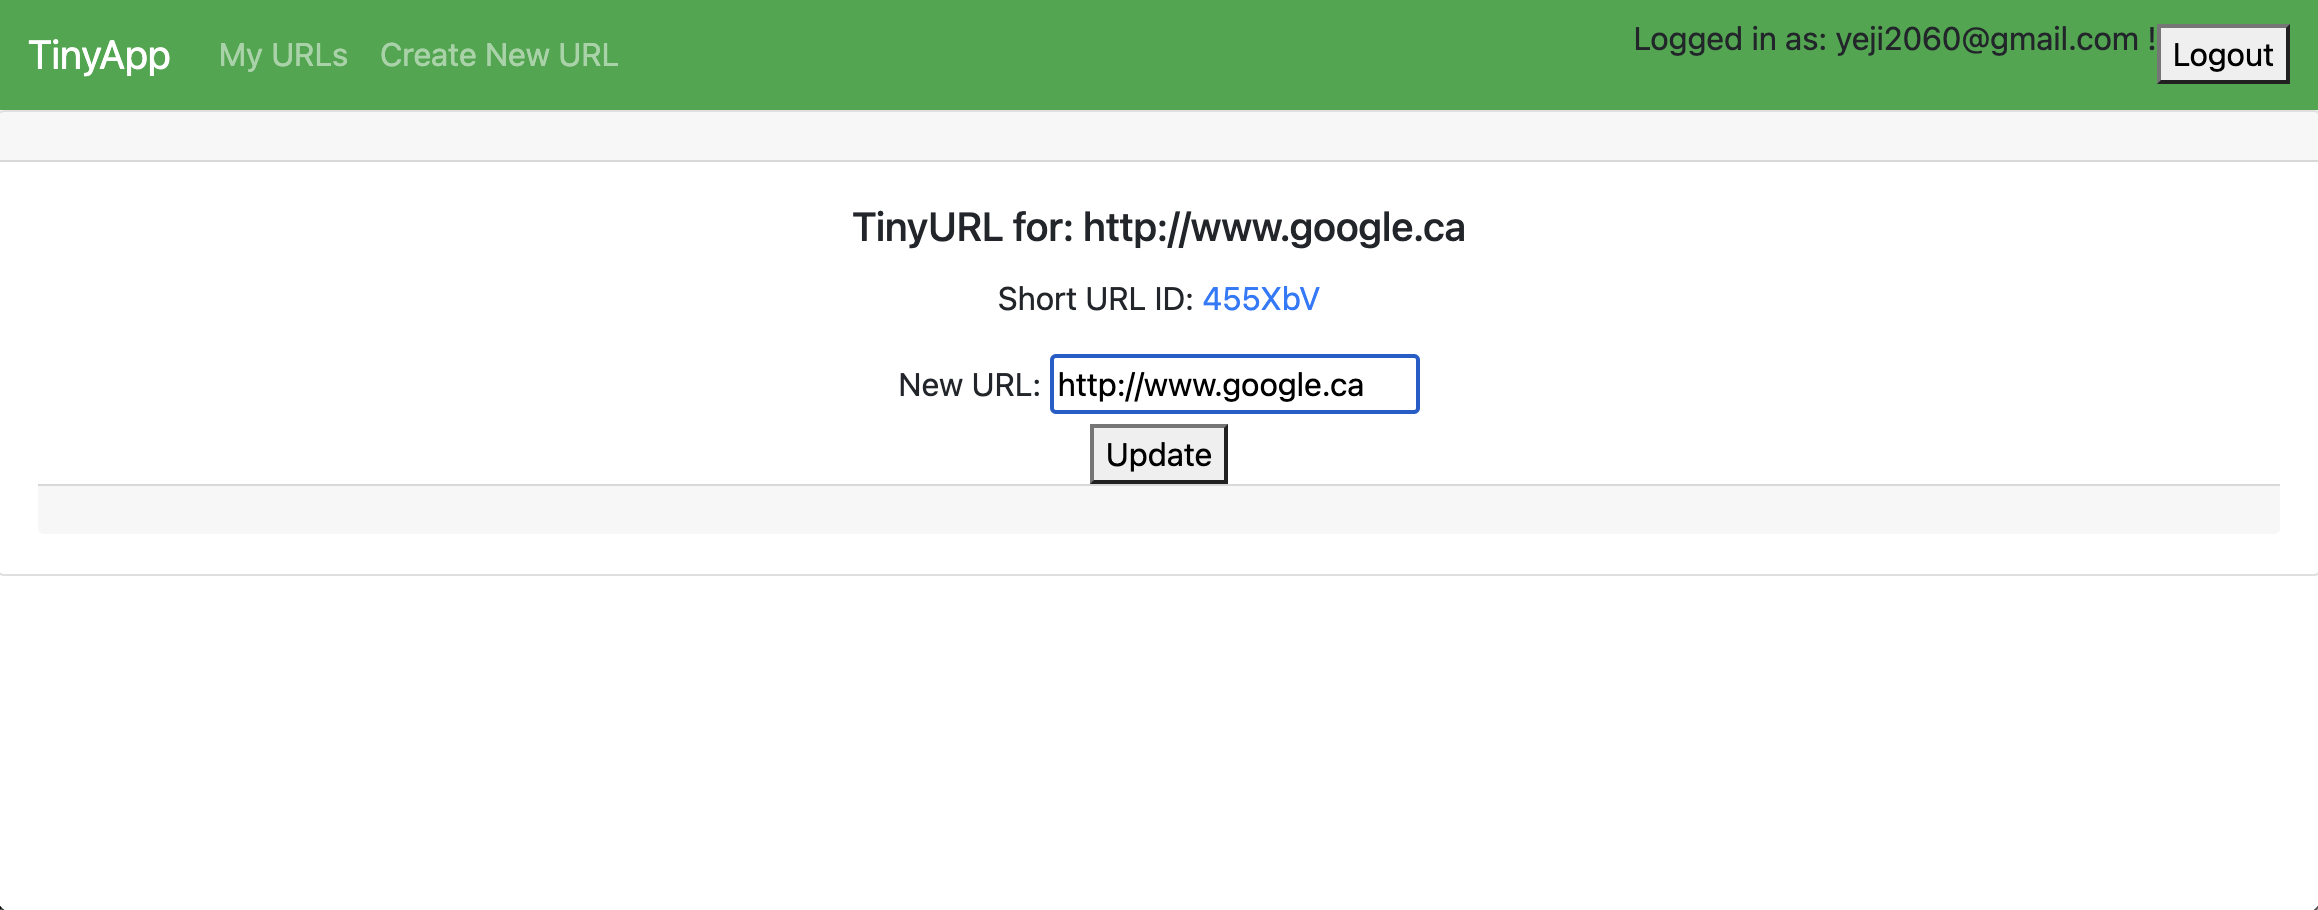 TinyApp My URLs Create New URL Logged in as: yeji2060@gmail.com ! Logout
TinyURL for: http://www.google.ca
Short URL ID: 455XbV
New URL: http://www.google.ca
Update